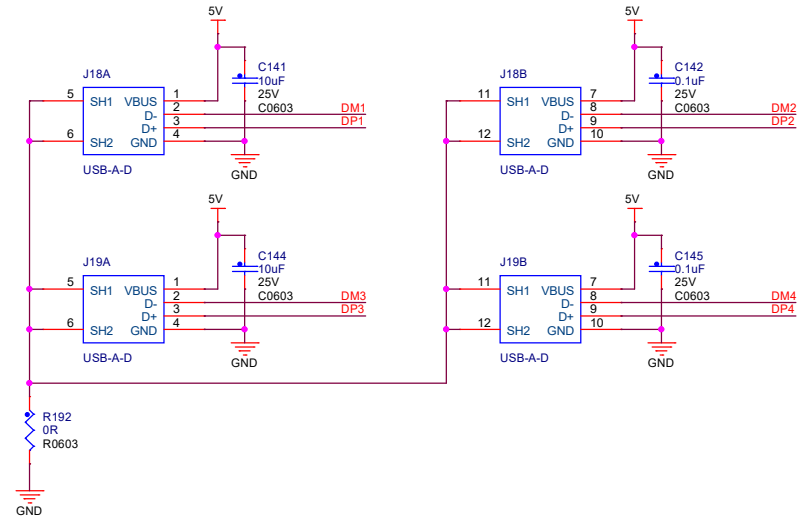 5V
J18A
C141
10uF
25V
C0603
5 SH1 VBUS 1
D- 2 DM1
D+ 3 DP1
6 SH2 GND 4
USB-A-D
GND
5V
J18B
C142
0.1uF
25V
C0603
11 SH1 VBUS 7
D- 8 DM2
D+ 9 DP2
12 SH2 GND 10
USB-A-D
GND
5V
J19A
C144
10uF
25V
C0603
5 SH1 VBUS 1
D- 2 DM3
D+ 3 DP3
6 SH2 GND 4
USB-A-D
GND
5V
J19B
C145
0.1uF
25V
C0603
11 SH1 VBUS 7
D- 8 DM4
D+ 9 DP4
12 SH2 GND 10
USB-A-D
GND
R192
0R
R0603
GND